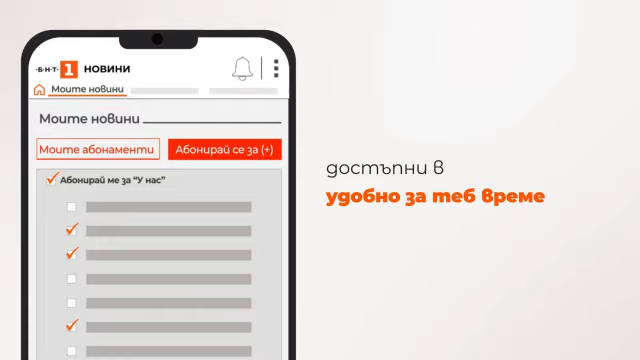 ·Б·Н·Т· 1 НОВИНИ
Моите новини
Моите новини
Моите абонаменти
Абонирай се за (+)
Абонирай ме за "У нас"
достъпни в
удобно за теб време